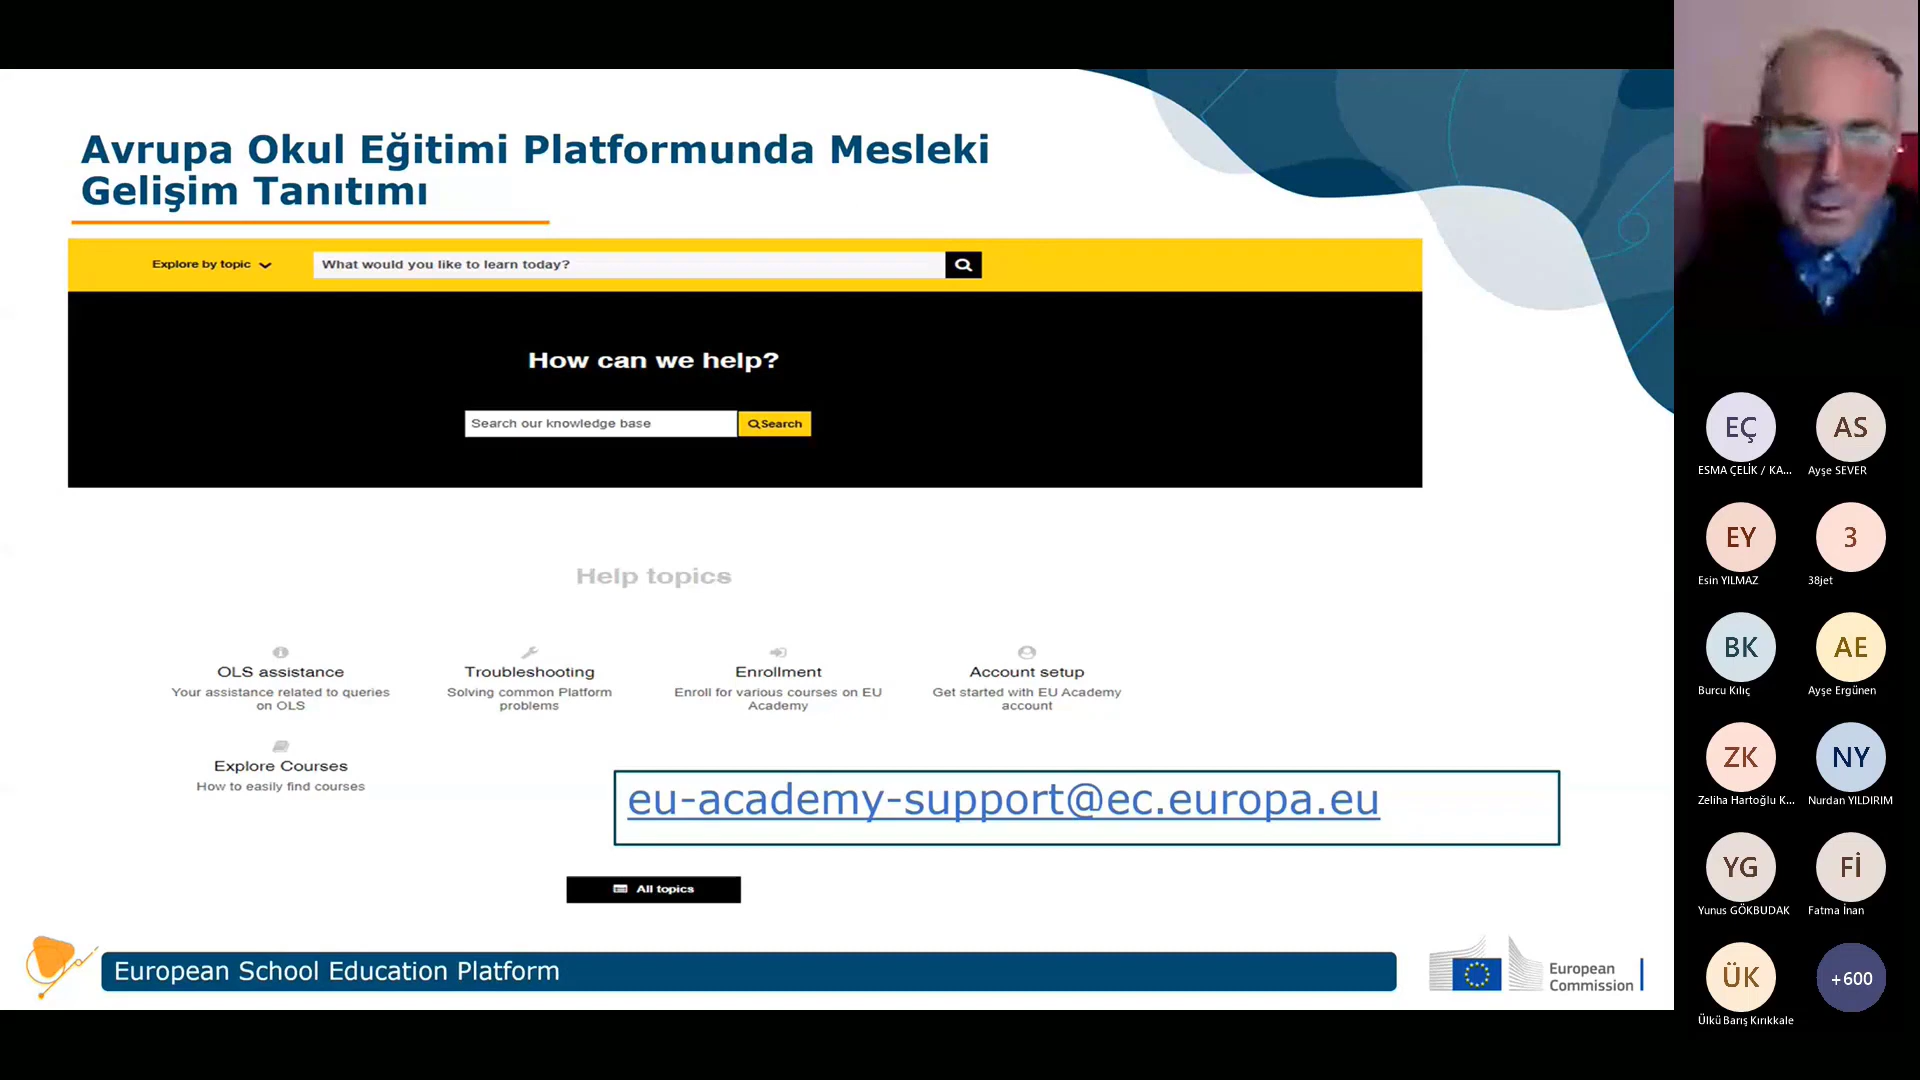 Avrupa Okul Eğitimi Platformunda Mesleki
Gelişim Tanıtımı
Explore by topic
What would you like to learn today?
How can we help?
Search our knowledge base
Search
Help topics
OLS assistance
Your assistance related to queries
on OLS
Troubleshooting
Solving common Platform
problems
Enrollment
Enroll for various courses on EU
Academy
Account setup
Get started with EU Academy
account
Explore Courses
How to easily find courses
eu-academy-support@ec.europa.eu
All topics
European School Education Platform
European
Commission
EÇ
ESMA ÇELİK / KA...
AS
Ayşe SEVER
EY
Esin YILMAZ
3
38jet
BK
Burcu Kılıç
AE
Ayşe Ergünen
ZK
Zeliha Hartoğlu K...
NY
Nurdan YILDIRIM
YG
Yunus GÖKBUDAK
Fİ
Fatma İnan
ÜK
Ülkü Barış Kırıkkale
+600